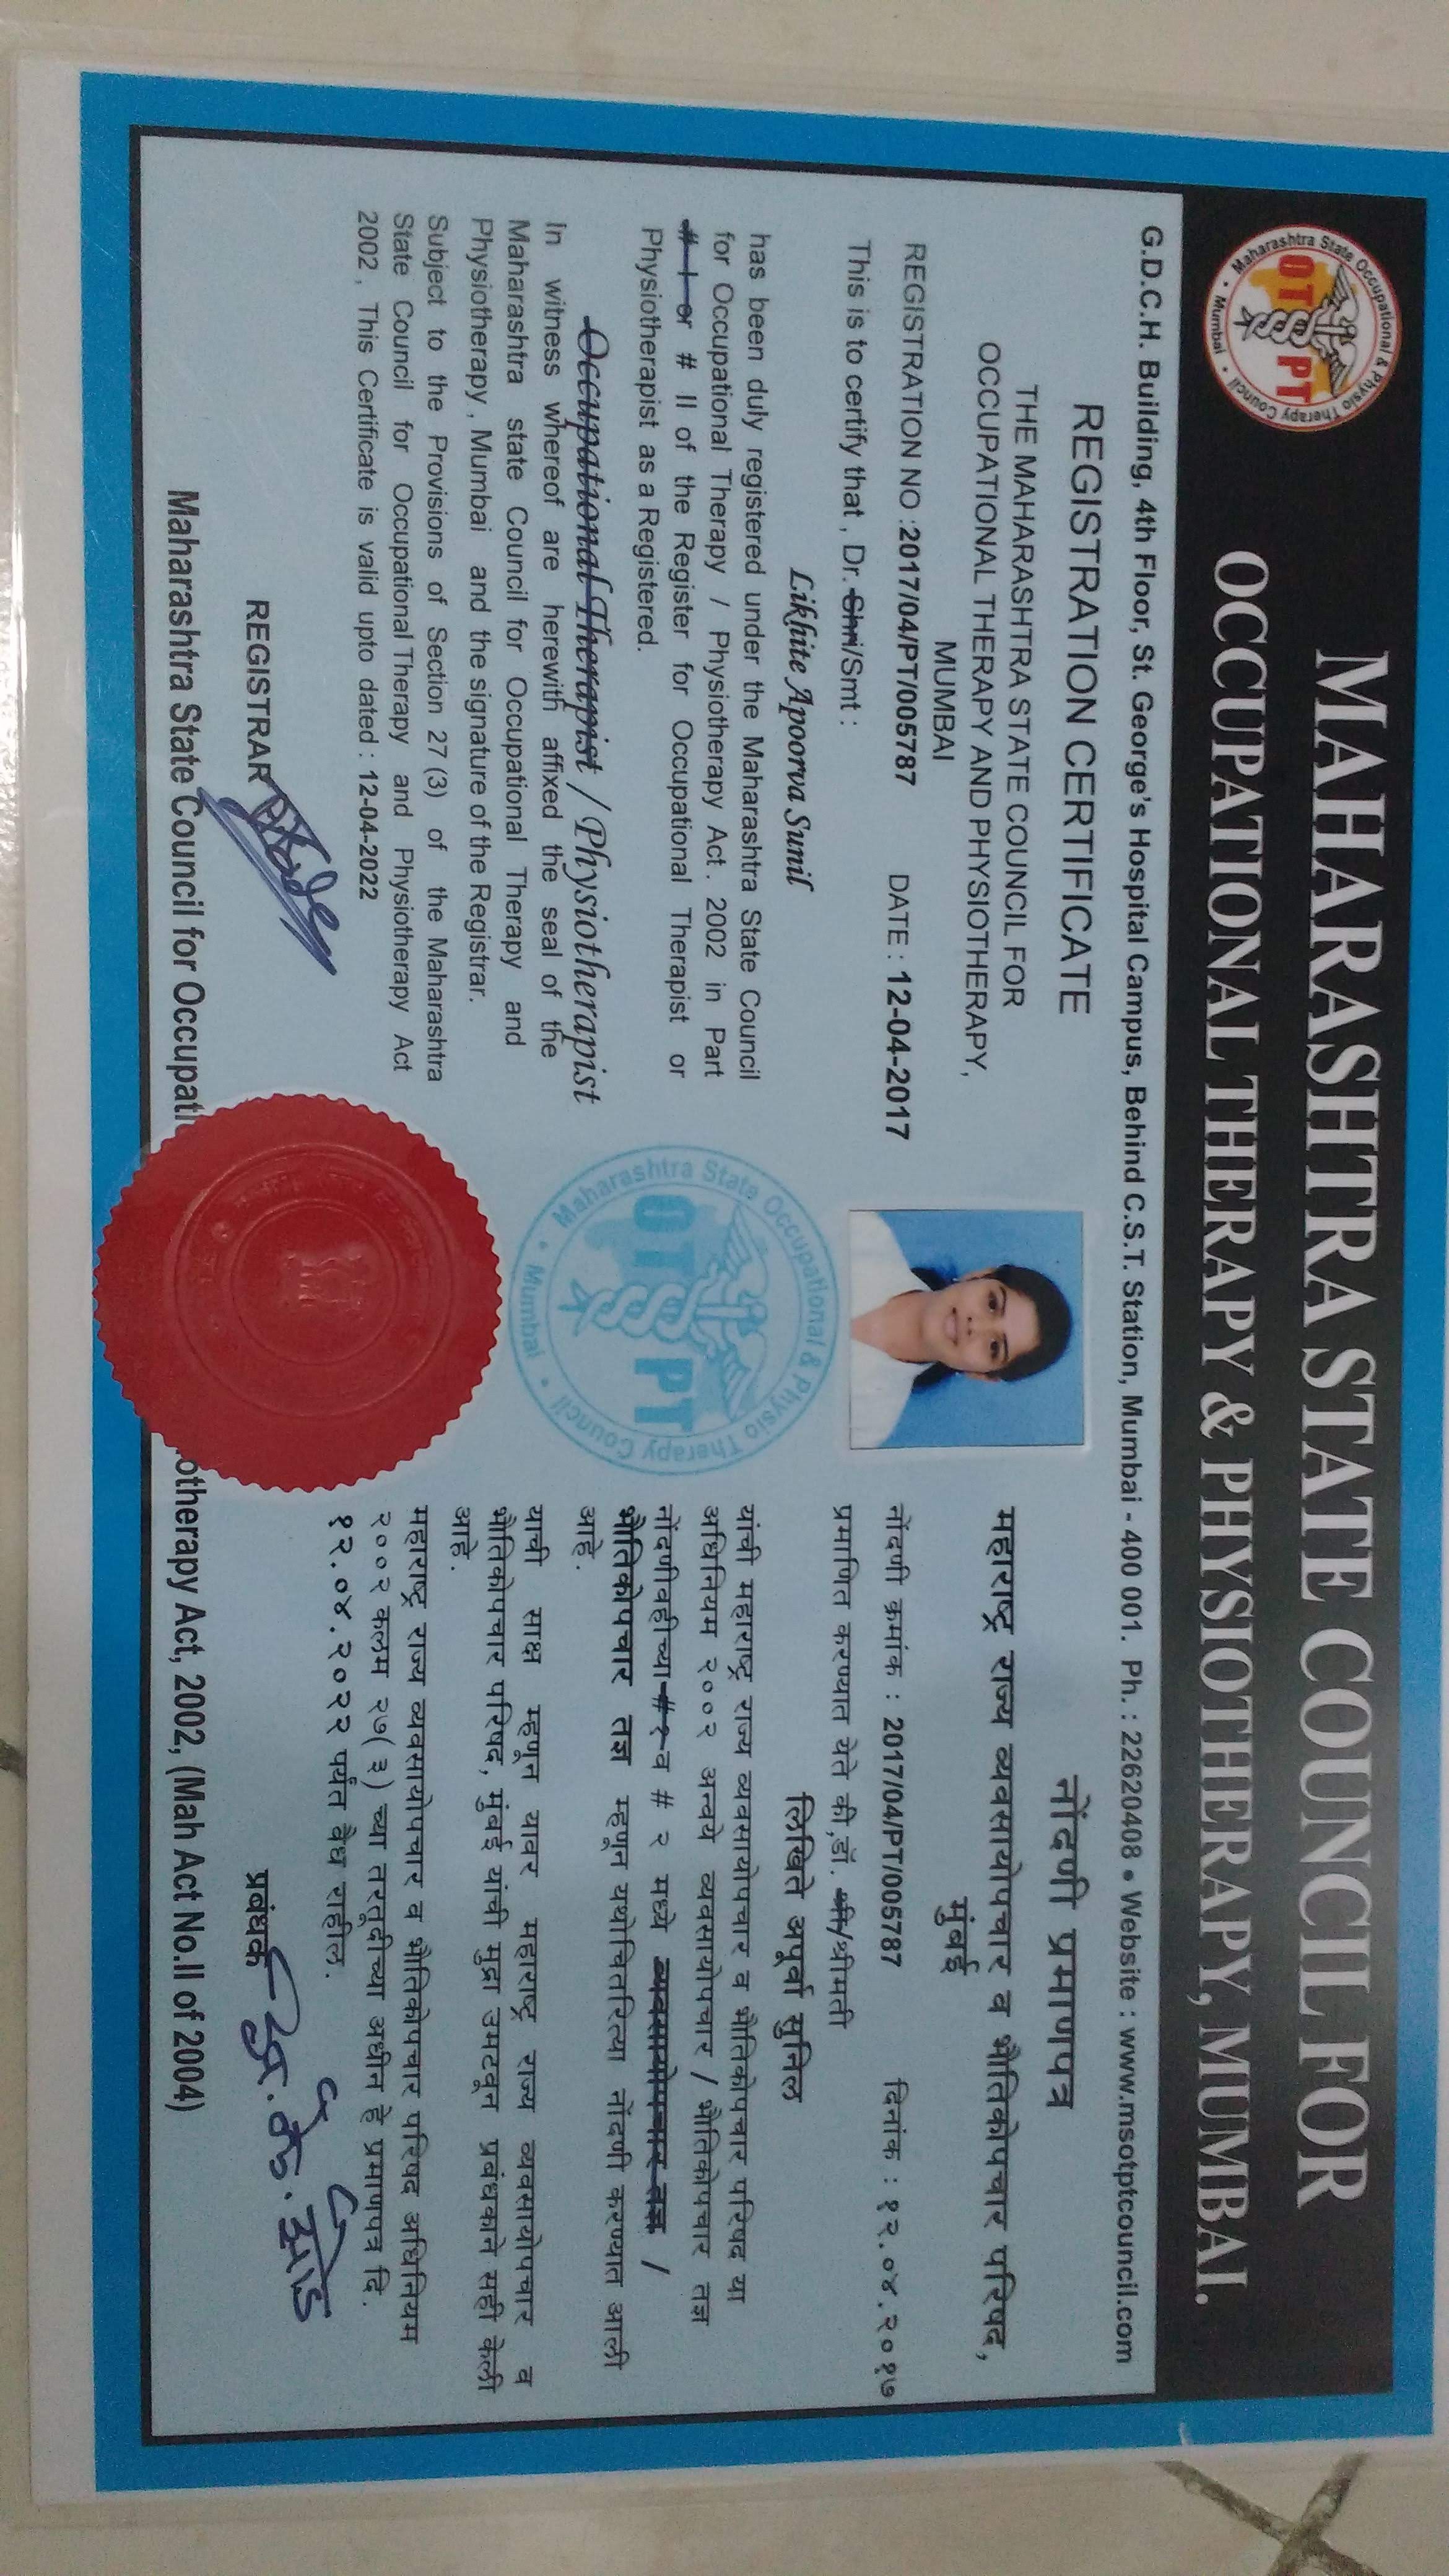 MAHARASHTRA STATE COUNCIL FOR
OCCUPATIONAL THERAPY & PHYSIOTHERAPY, MUMBAI.
Maharashtra State Occupational & Physio Therapy Council • Mumbai •
OT PT
G.D.C.H. Building, 4th Floor, St. George's Hospital Campus, Behind C.S.T. Station, Mumbai - 400 001. Ph. : 22620408 • Website : www.msotptcouncil.com
REGISTRATION CERTIFICATE
THE MAHARASHTRA STATE COUNCIL FOR
OCCUPATIONAL THERAPY AND PHYSIOTHERAPY,
MUMBAI
REGISTRATION NO :2017/04/PT/005787 DATE : 12-04-2017
This is to certify that , Dr. Shri/Smt :
Likhite Apoorva Sunil
has been duly registered under the Maharashtra State Council
for Occupational Therapy / Physiotherapy Act . 2002 in Part
# I or # II of the Register for Occupational Therapist or
Physiotherapist as a Registered.
Occupational Therapist / Physiotherapist
In witness whereof are herewith affixed the seal of the
Maharashtra state Council for Occupational Therapy and
Physiotherapy , Mumbai and the signature of the Registrar.
Subject to the Provisions of Section 27 (3) of the Maharashtra
State Council for Occupational Therapy and Physiotherapy Act
2002 , This Certificate is valid upto dated : 12-04-2022
REGISTRAR
Maharashtra State Occupational & Physio Therapy Council • Mumbai •
OT PT
नोंदणी प्रमाणपत्र
महाराष्ट्र राज्य व्यवसायोपचार व भौतिकोपचार परिषद,
मुंबई
नोंदणी क्रमांक : 2017/04/PT/005787 दिनांक : १२.०४.२०१७
प्रमाणित करण्यात येते की,डॉ. श्री/श्रीमती
लिखिते अपूर्वा सुनिल
यांची महाराष्ट्र राज्य व्यवसायोपचार व भौतिकोपचार परिषद या
अधिनियम २००२ अन्वये व्यवसायोपचार / भौतिकोपचार तज्ञ
नोंदणीवहीच्या # १ व # २ मध्ये व्यवसायोपचार तज्ञ /
भौतिकोपचार तज्ञ म्हणून यथोचितरित्या नोंदणी करण्यात आली
आहे.
याची साक्ष म्हणून यावर महाराष्ट्र राज्य व्यवसायोपचार व
भौतिकोपचार परिषद, मुंबई यांची मुद्रा उमटवून प्रबंधकाने सही केली
आहे.
महाराष्ट्र राज्य व्यवसायोपचार व भौतिकोपचार परिषद अधिनियम
२००२ कलम २७( ३ ) च्या तरतुदीच्या अधीन हे प्रमाणपत्र दि.
१२.०४.२०२२ पर्यंत वैध राहील.
प्रबंधक
Maharashtra State Council for Occupati otherapy Act, 2002, (Mah Act No.II of 2004)